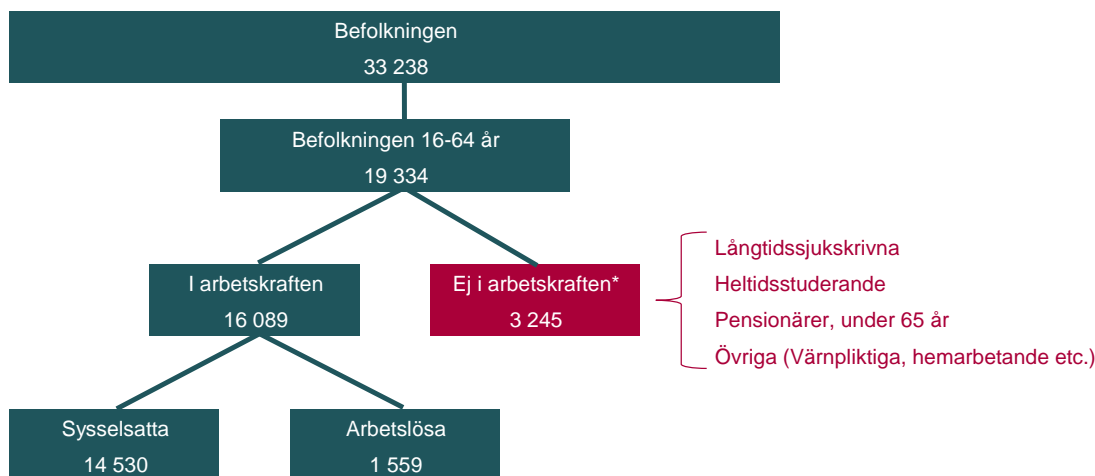 Befolkningen
33 238
Befolkningen 16-64 år
19 334
I arbetskraften
16 089
Ej i arbetskraften*
3 245
Långtidssjukskrivna
Heltidsstuderande
Pensionärer, under 65 år
Övriga (Värnpliktiga, hemarbetande etc.)
Sysselsatta
14 530
Arbetslösa
1 559